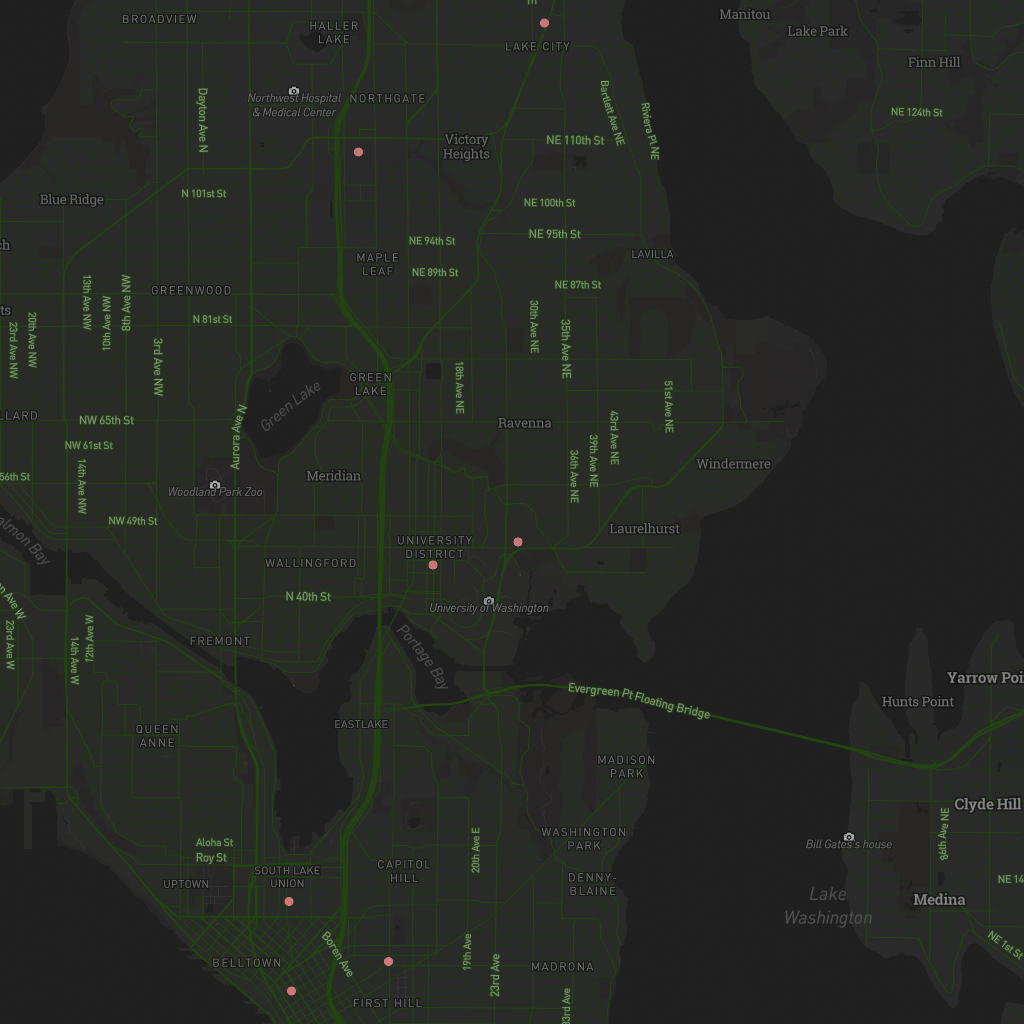 BROADVIEW
HALLER
LAKE
LAKE CITY
Manitou
Lake Park
Finn Hill
Northwest Hospital
& Medical Center
NORTHGATE
Dayton Ave N
Bartlett Ave NE
Riviera Pl NE
NE 124th St
Victory
Heights
NE 110th St
N 101st St
Blue Ridge
NE 100th St
NE 95th St
NE 94th St
LAVILLA
MAPLE
LEAF
NE 89th St
NE 87th St
GREENWOOD
13th Ave NW
10th Ave NW
8th Ave NW
N 81st St
20th Ave NW
23rd Ave NW
3rd Ave NW
30th Ave NE
35th Ave NE
GREEN
LAKE
Green Lake
18th Ave NE
51st Ave NE
LLARD
NW 65th St
Aurora Ave N
Ravenna
43rd Ave NE
39th Ave NE
36th Ave NE
NW 61st St
14th Ave NW
56th St
Meridian
Windermere
Woodland Park Zoo
NW 49th St
Laurelhurst
almon Bay
UNIVERSITY
DISTRICT
WALLINGFORD
N 40th St
University of Washington
n Ave W
23rd Ave W
14th Ave W
12th Ave W
FREMONT
Portage Bay
Evergreen Pt Floating Bridge
Yarrow Poi
Hunts Point
EASTLAKE
QUEEN
ANNE
MADISON
PARK
Clyde Hill
86th Ave NE
Bill Gates's house
WASHINGTON
PARK
Aloha St
Roy St
20th Ave E
CAPITOL
HILL
SOUTH LAKE
UNION
UPTOWN
DENNY-
BLAINE
NE 14
Medina
Lake
Washington
Boren Ave
BELLTOWN
19th Ave
23rd Ave
MADRONA
NE 1st St
FIRST HILL
33rd Ave